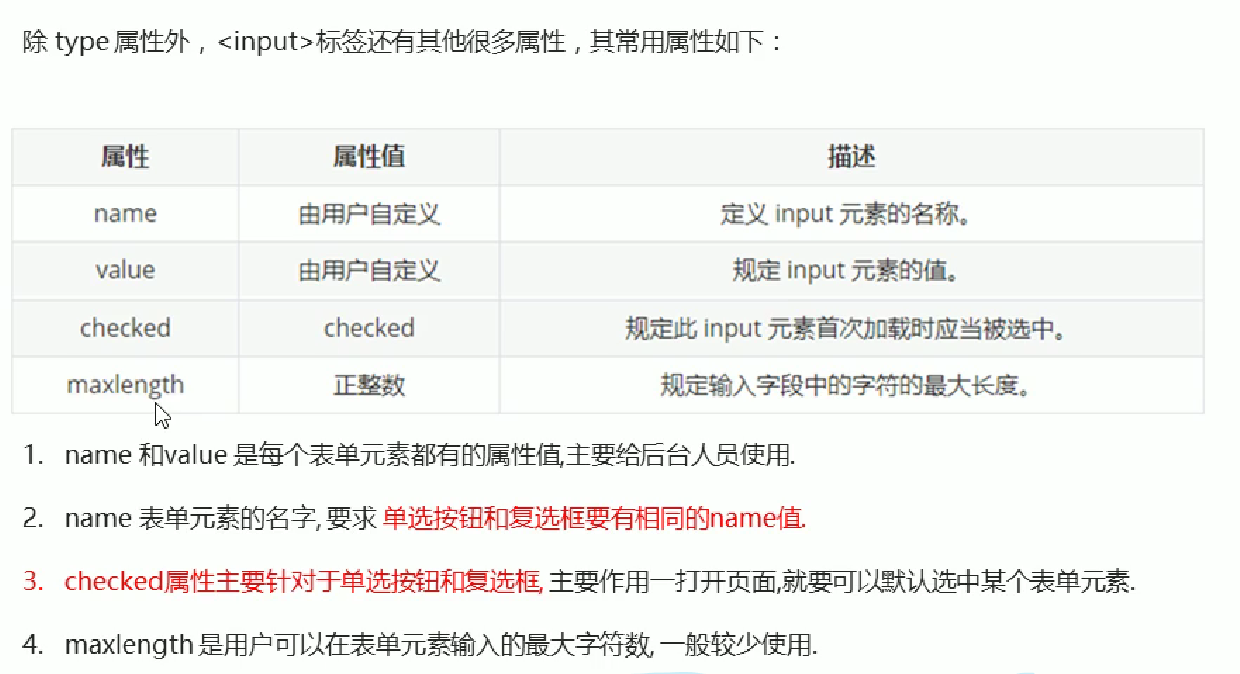 除 type 属性外，<input>标签还有其他很多属性，其常用属性如下：
属性 属性值 描述
name 由用户自定义 定义 input 元素的名称。
value 由用户自定义 规定 input 元素的值。
checked checked 规定此 input 元素首次加载时应当被选中。
maxlength 正整数 规定输入字段中的字符的最大长度。
1. name 和value 是每个表单元素都有的属性值,主要给后台人员使用.
2. name 表单元素的名字, 要求 单选按钮和复选框要有相同的name值.
3. checked属性主要针对于单选按钮和复选框, 主要作用一打开页面,就要可以默认选中某个表单元素.
4. maxlength 是用户可以在表单元素输入的最大字符数, 一般较少使用.